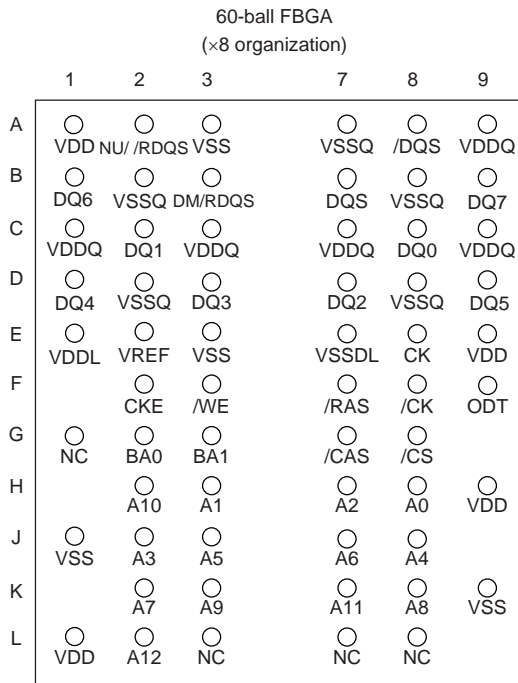 60-ball FBGA
(×8 organization)
1 2 3 7 8 9
A
VDD NU/ /RDQS VSS VSSQ /DQS VDDQ
B
DQ6 VSSQ DM/RDQS DQS VSSQ DQ7
C
VDDQ DQ1 VDDQ VDDQ DQ0 VDDQ
D
DQ4 VSSQ DQ3 DQ2 VSSQ DQ5
E
VDDL VREF VSS VSSDL CK VDD
F
CKE /WE /RAS /CK ODT
G
NC BA0 BA1 /CAS /CS
H
A10 A1 A2 A0 VDD
J
VSS A3 A5 A6 A4
K
A7 A9 A11 A8 VSS
L
VDD A12 NC NC NC